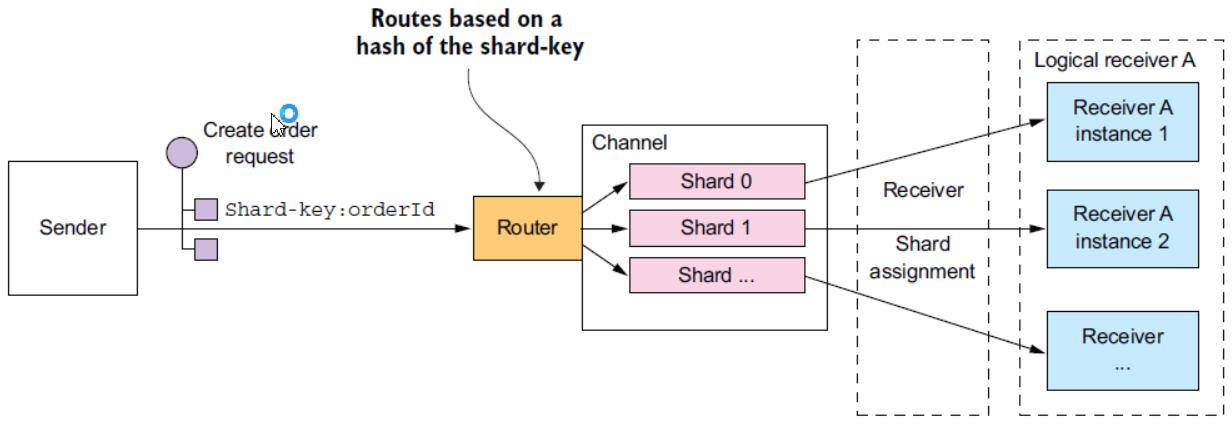 Routes based on a
hash of the shard-key
Create order
request
Sender
Shard-key:orderId
Router
Channel
Shard 0
Shard 1
Shard ...
Receiver
Shard
assignment
Logical receiver A
Receiver A
instance 1
Receiver A
instance 2
Receiver
...